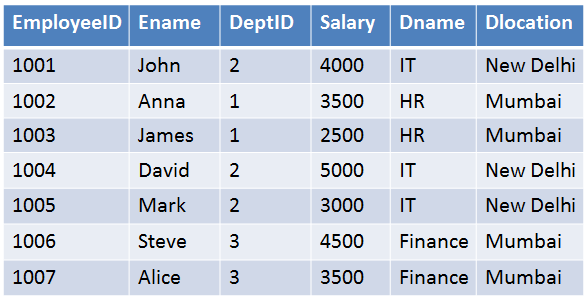 EmployeeID Ename DeptID Salary Dname Dlocation
1001 John 2 4000 IT New Delhi
1002 Anna 1 3500 HR Mumbai
1003 James 1 2500 HR Mumbai
1004 David 2 5000 IT New Delhi
1005 Mark 2 3000 IT New Delhi
1006 Steve 3 4500 Finance Mumbai
1007 Alice 3 3500 Finance Mumbai